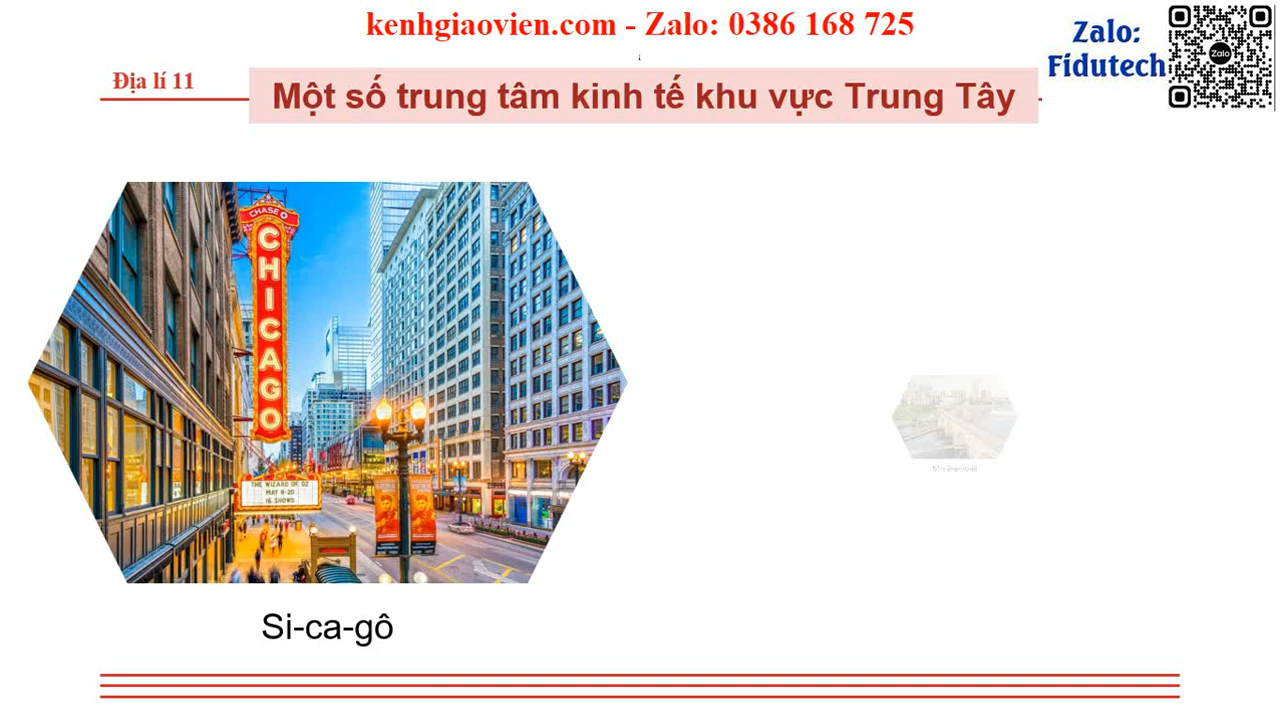 kenhgiaovien.com - Zalo: 0386 168 725
Zalo:
Fidutech
Zalo
Địa lí 11
Một số trung tâm kinh tế khu vực Trung Tây
CHASE
CHICAGO
THE WIZARD OF OZ
MAY 8-20
16 SHOWS
Si-ca-gô